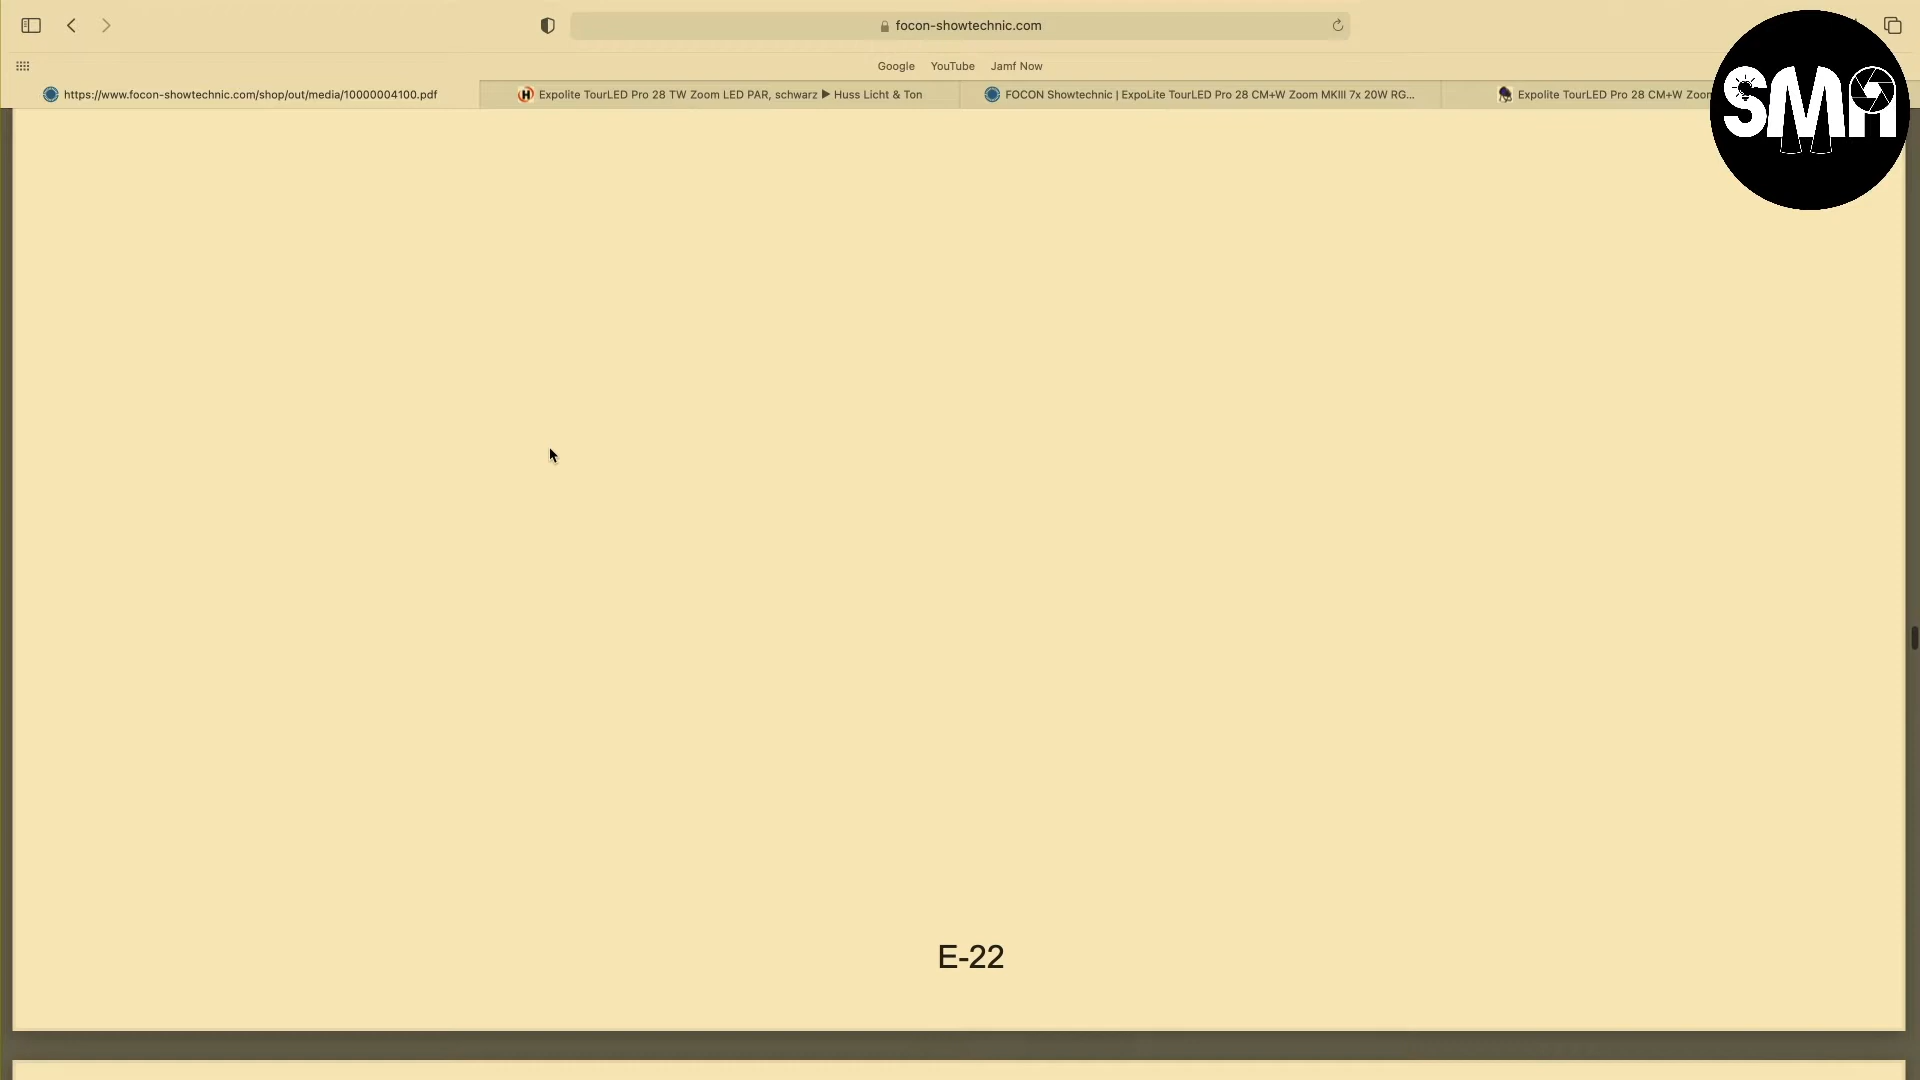 focon-showtechnic.com
Google YouTube Jamf Now
https://www.focon-showtechnic.com/shop/out/media/10000004100.pdf
Expolite TourLED Pro 28 TW Zoom LED PAR, schwarz ▶ Huss Licht & Ton
FOCON Showtechnic | ExpoLite TourLED Pro 28 CM+W Zoom MKIII 7x 20W RG...
Expolite TourLED Pro 28 CM+W Zoom
SMH
E-22